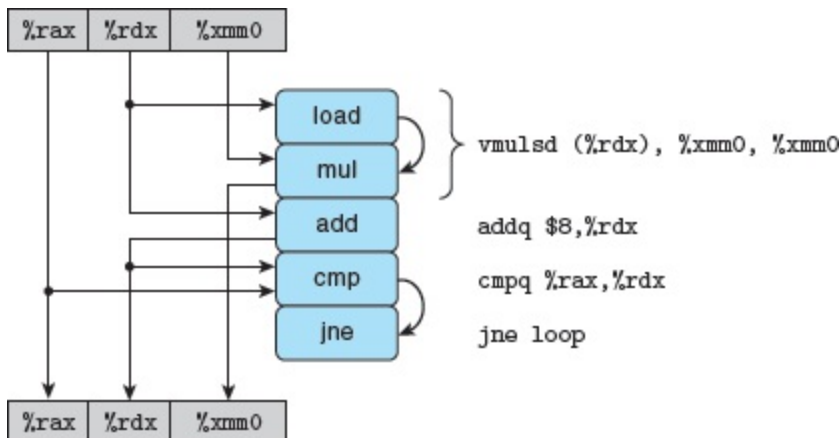 %rax %rdx %xmm0
load
mul
vmulsd (%rdx), %xmm0, %xmm0
add
addq $8,%rdx
cmp
cmpq %rax,%rdx
jne
jne loop
%rax %rdx %xmm0